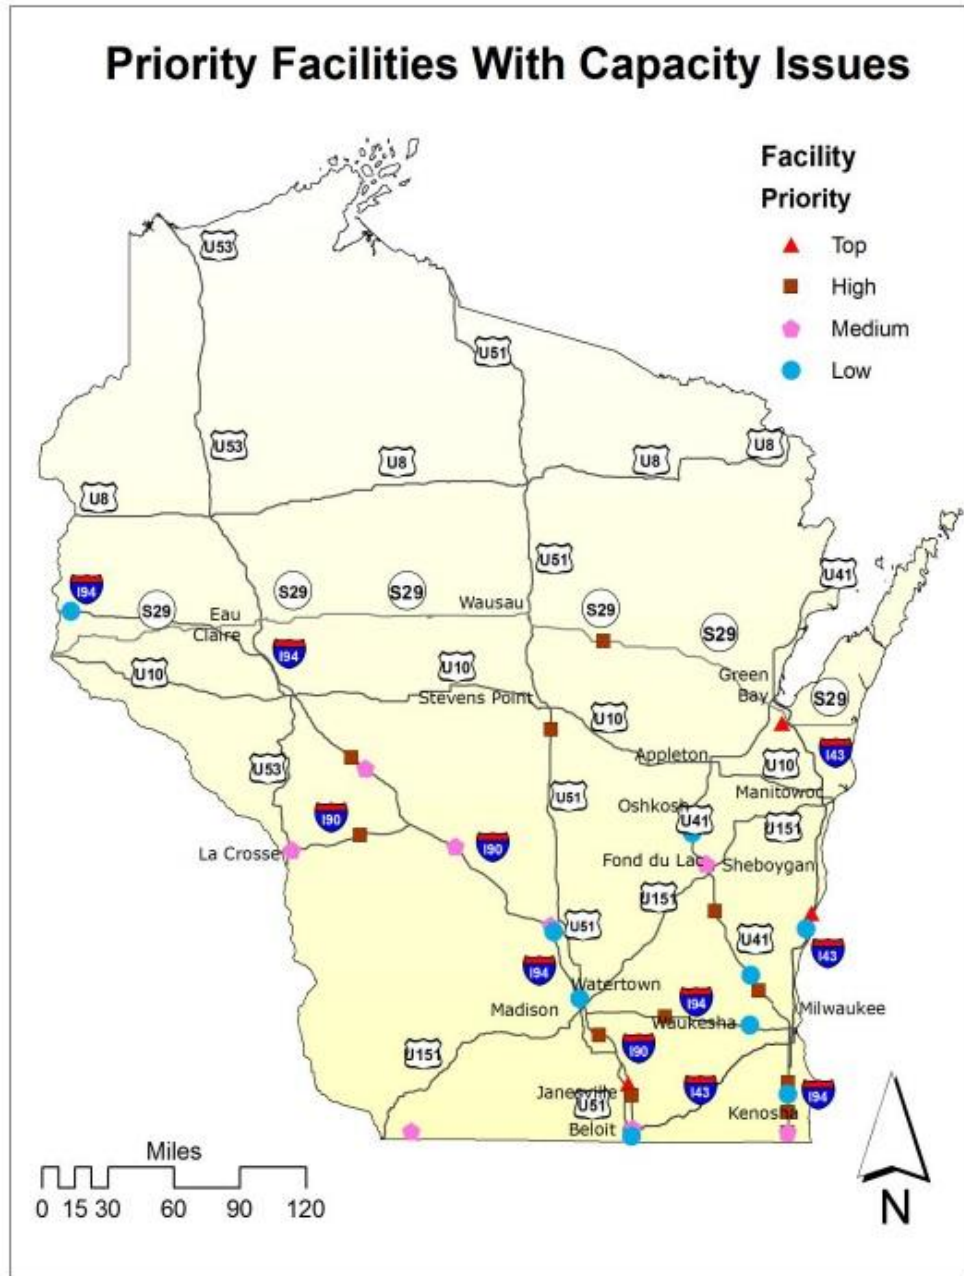 Priority Facilities With Capacity Issues
Facility
Priority
Top
High
Medium
Low
U53
U51
U53
U8
U8
U8
U8
I94
S29
Eau
Claire
S29
S29
Wausau
U51
S29
S29
U41
I94
U10
U10
Stevens Point
U10
Green
Bay
S29
Appleton
U10
I43
U53
U51
Manitowoc
Oshkosh
U41
U151
I90
I90
La Crosse
Fond du Lac
Sheboygan
U151
U51
U41
I43
I94
Watertown
Madison
I94
Waukesha
Milwaukee
U151
I90
Janesville
U51
I43
I94
Kenosha
Beloit
Miles
0 15 30 60 90 120
N